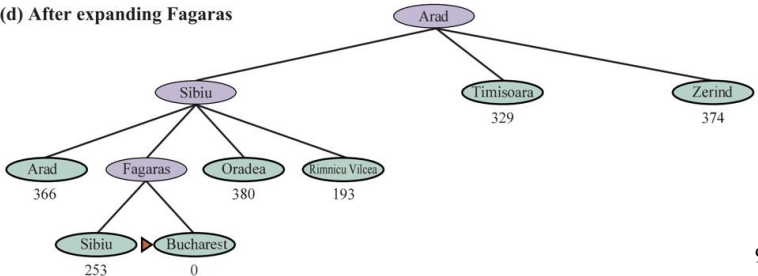 (d) After expanding Fagaras
Arad
Sibiu
Timisoara
Zerind
329
374
Arad
Fagaras
Oradea
Rimnicu Vilcea
366
380
193
Sibiu
Bucharest
253
0